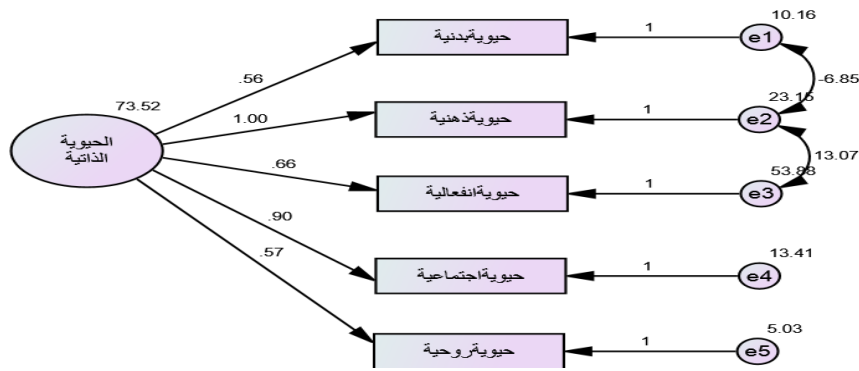 10.16
حيويةبدنية
1
e1
.56
-6.85
73.52
23.15
الحيوية
الذاتية
1.00
حيويةذهنية
1
e2
13.07
.66
53.88
حيويةانفعالية
1
e3
.90
13.41
حيويةاجتماعية
1
e4
.57
5.03
حيويةروحية
1
e5